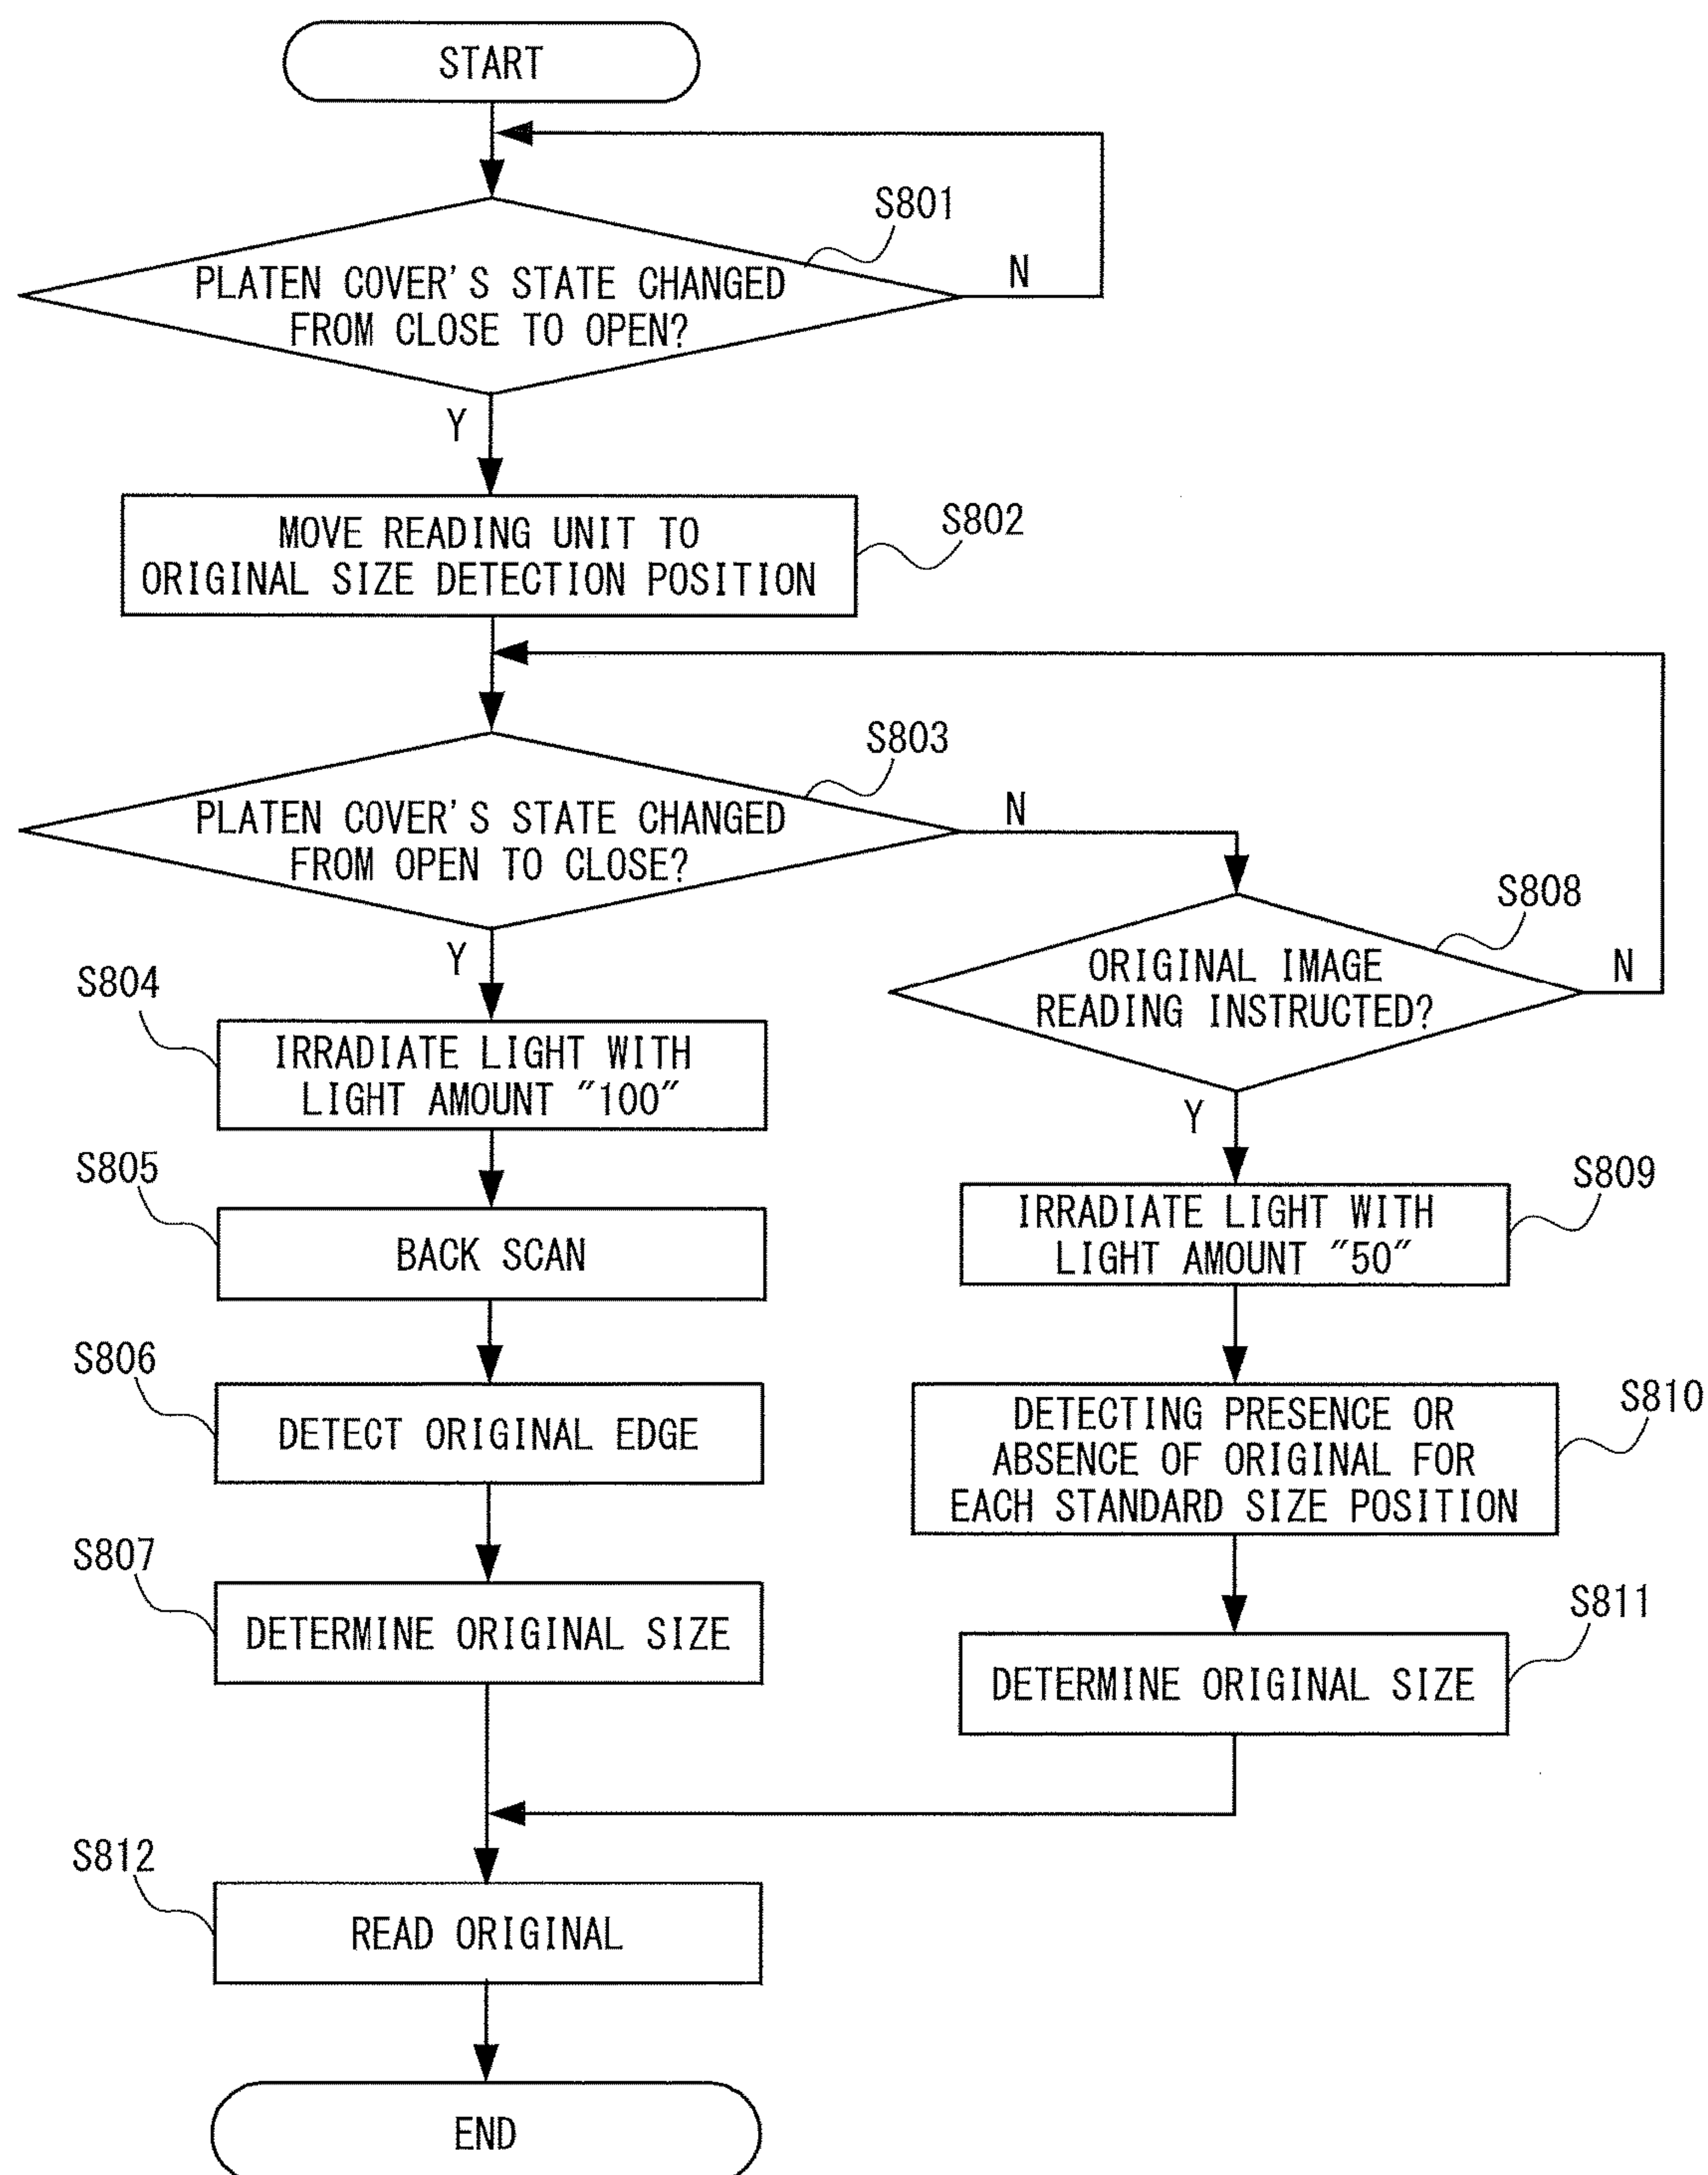 START
S801
PLATEN COVER'S STATE CHANGED
FROM CLOSE TO OPEN?
N
Y
MOVE READING UNIT TO
ORIGINAL SIZE DETECTION POSITION
S802
S803
PLATEN COVER'S STATE CHANGED
FROM OPEN TO CLOSE?
N
Y
S808
ORIGINAL IMAGE
READING INSTRUCTED?
N
Y
S804
IRRADIATE LIGHT WITH
LIGHT AMOUNT "100"
S805
BACK SCAN
S806
DETECT ORIGINAL EDGE
S807
DETERMINE ORIGINAL SIZE
S809
IRRADIATE LIGHT WITH
LIGHT AMOUNT "50"
S810
DETECTING PRESENCE OR
ABSENCE OF ORIGINAL FOR
EACH STANDARD SIZE POSITION
S811
DETERMINE ORIGINAL SIZE
S812
READ ORIGINAL
END